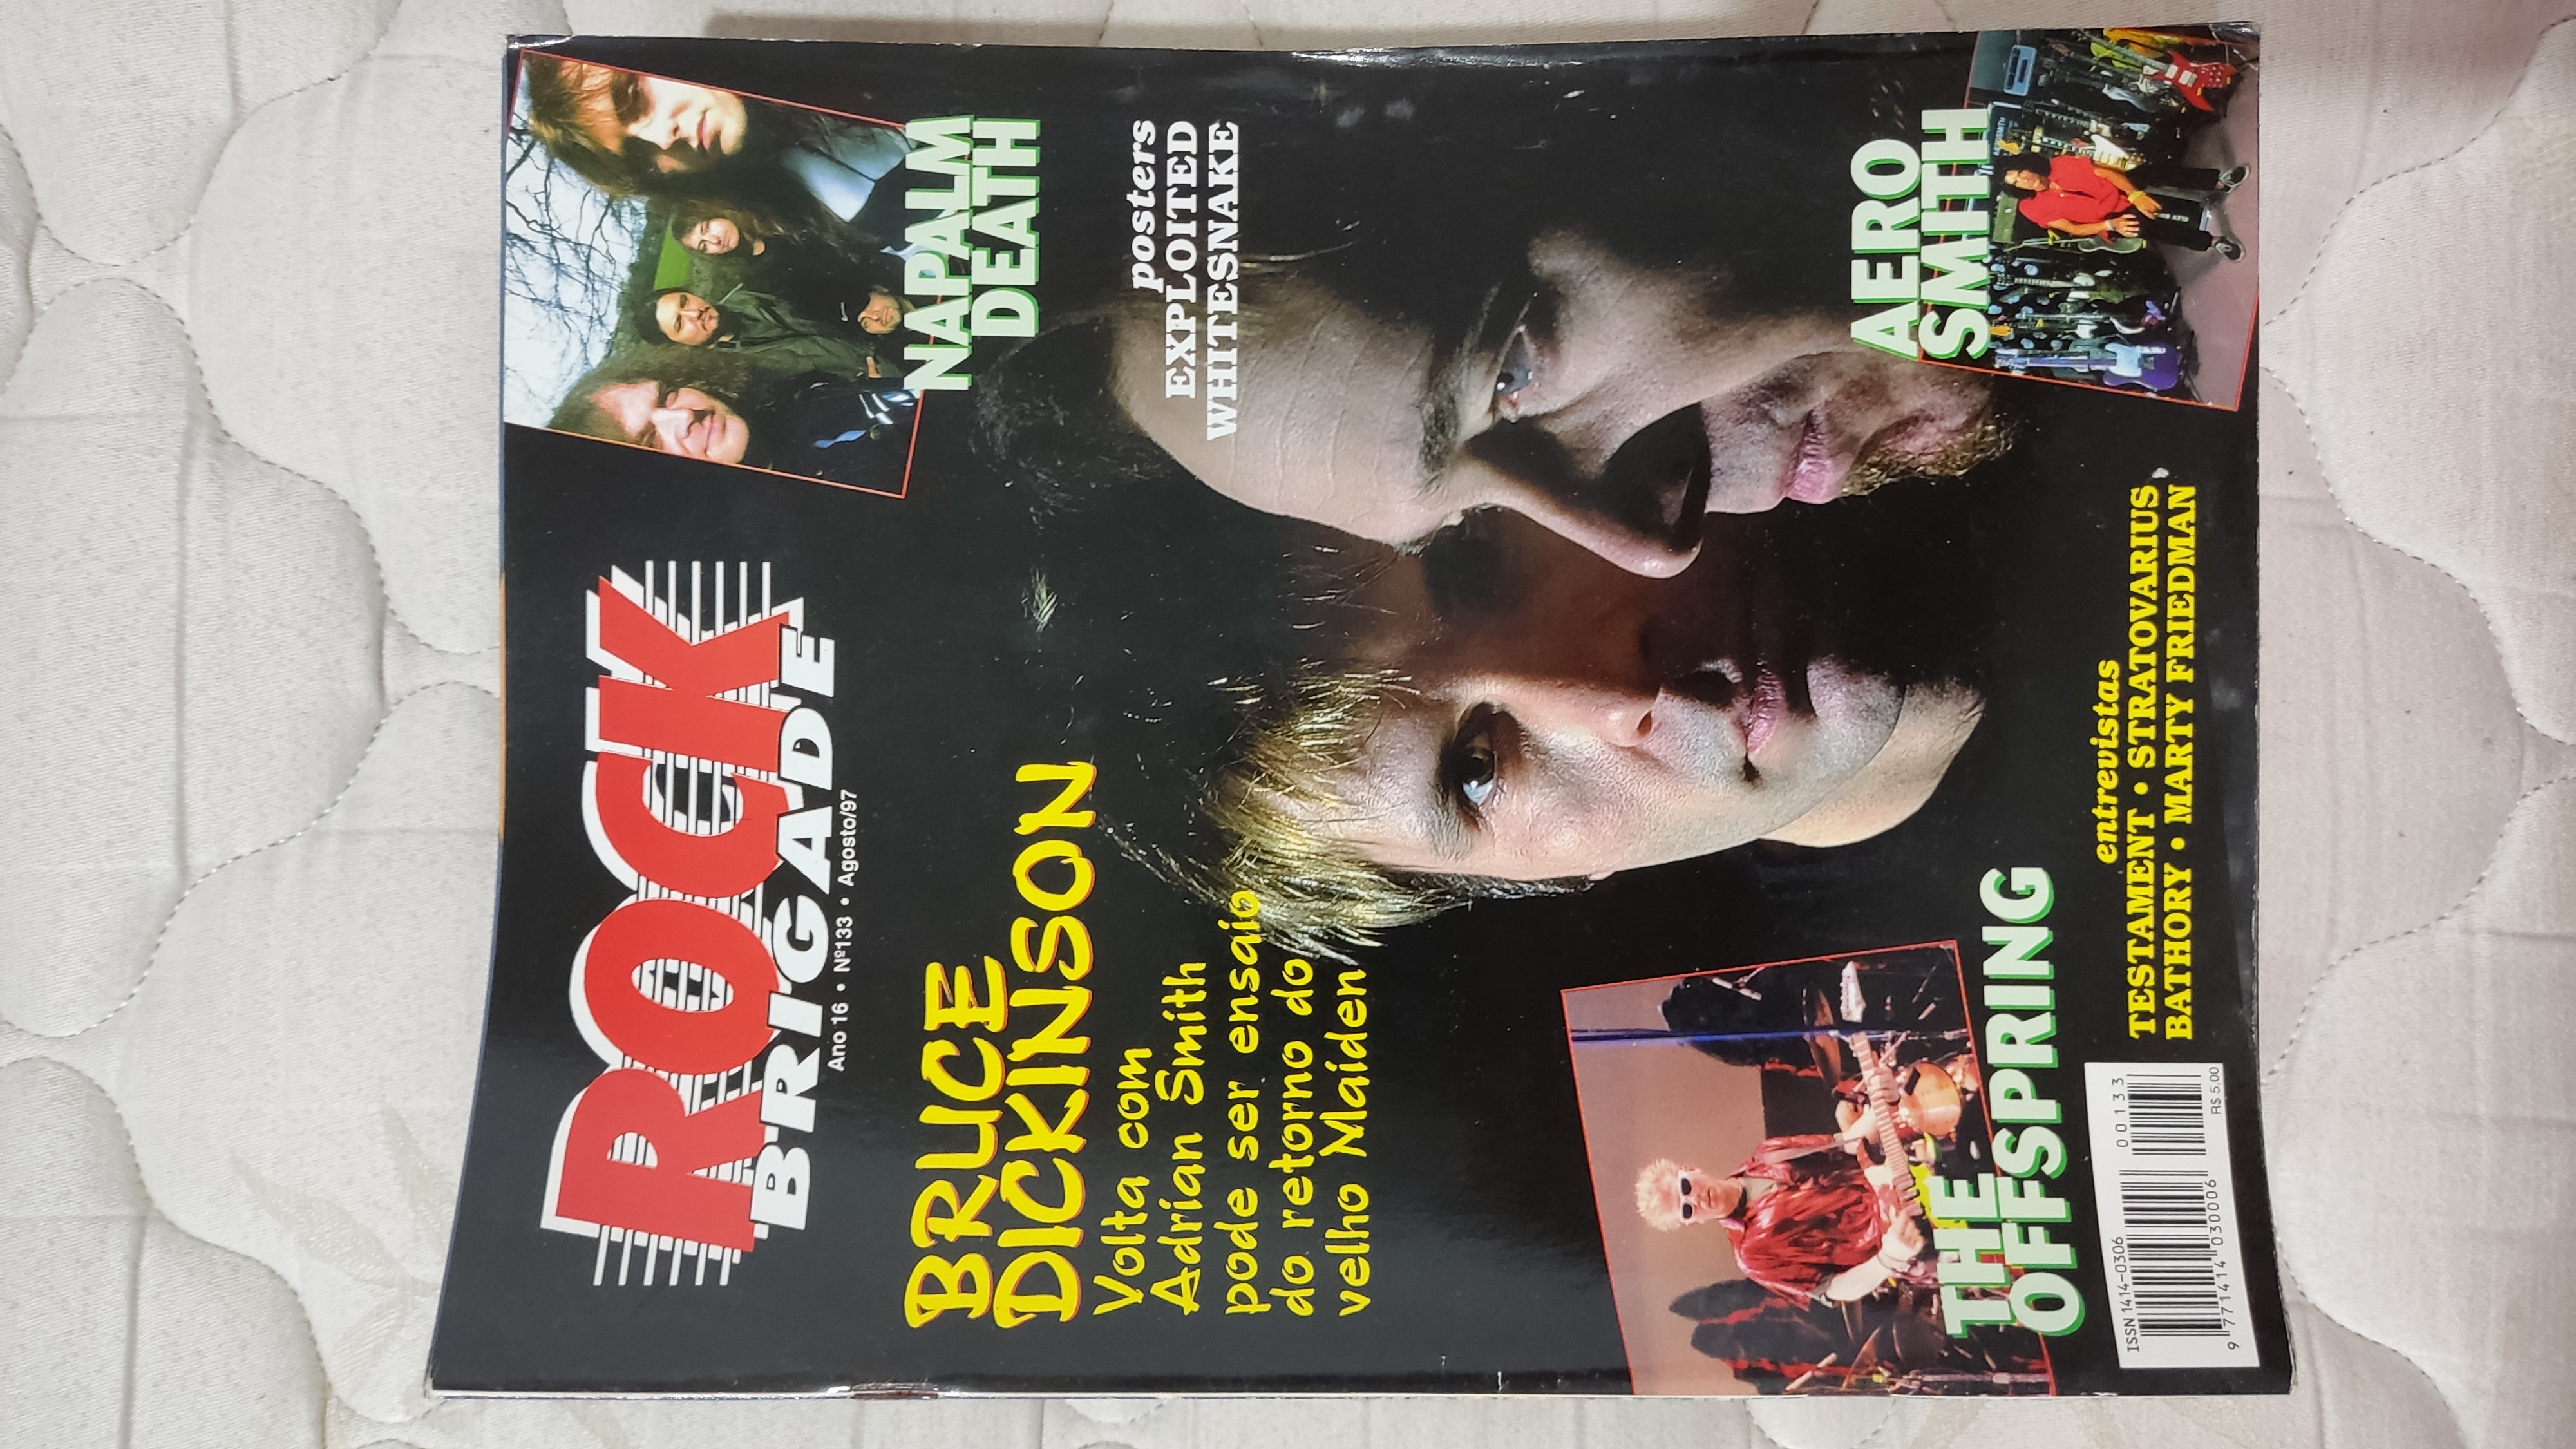 ROCK
BRIGADE
Ano 16 • Nº133 • Agosto/97
NAPALM
DEATH
BRUCE
DICKINSON
Volta com
Adrian Smith
pode ser ensaio
do retorno do
velho Maiden
posters
EXPLOITED
WHITESNAKE
THE
OFFSPRING
AERO
SMITH
AEROSMITH
entrevistas
TESTAMENT • STRATOVARIUS
BATHORY • MARTY FRIEDMAN
ISSN 1414-0306
00133
9 771414 030006
R$ 5,00